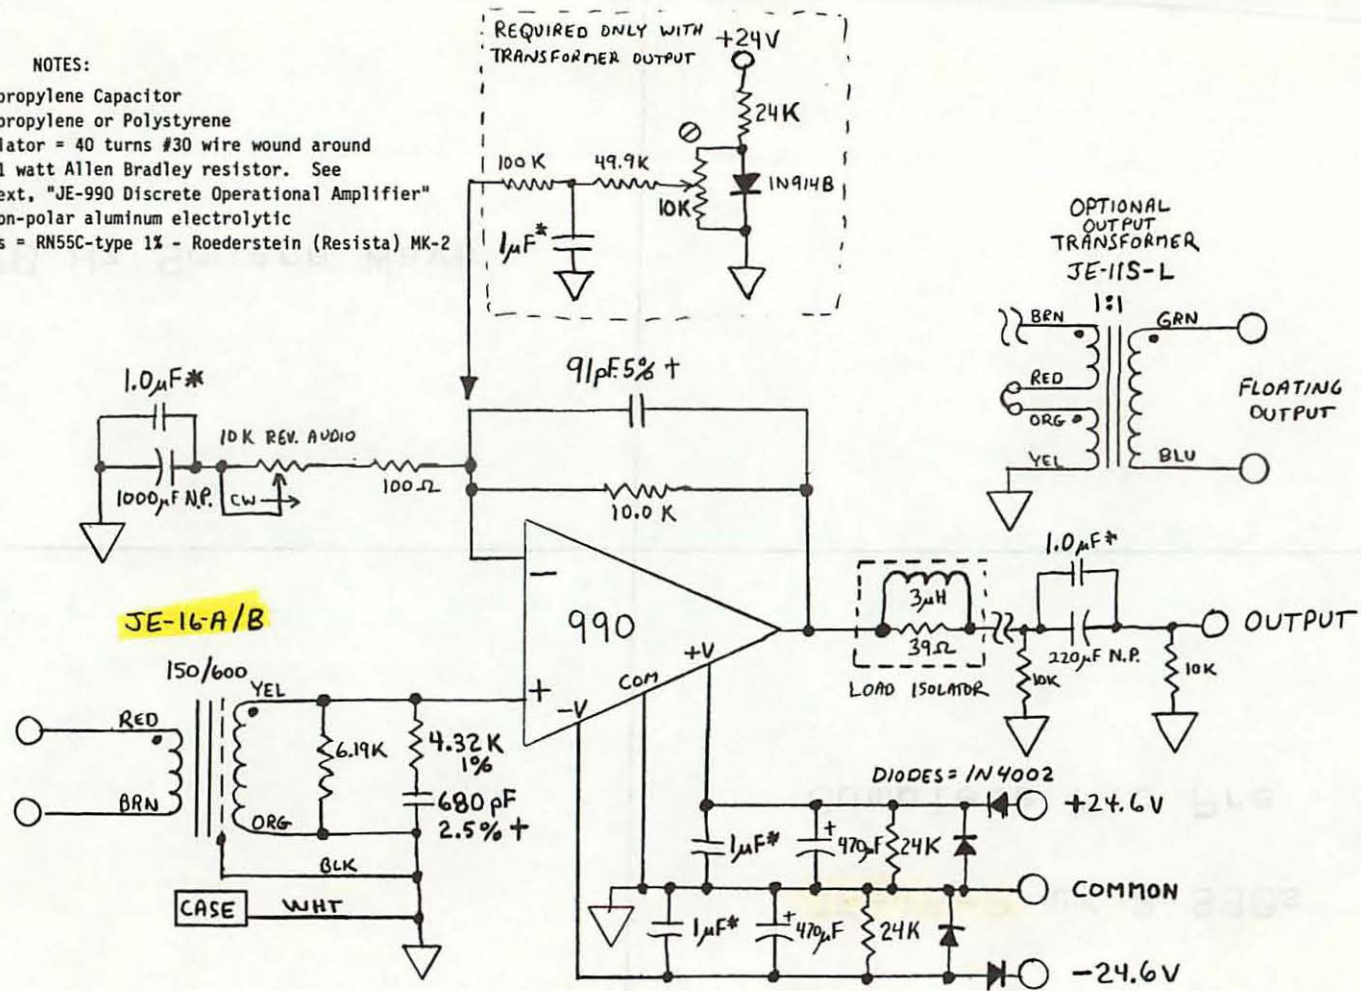 NOTES:
propylene Capacitor
propylene or Polystyrene
lator = 40 turns #30 wire wound around
1 watt Allen Bradley resistor. See
ext, "JE-990 Discrete Operational Amplifier"
on-polar aluminum electrolytic
s = RN55C-type 1% - Roederstein (Resista) MK-2
REQUIRED ONLY WITH
TRANSFORMER OUTPUT
+24V
24K
100K
49.9K
10K
1N914B
1µF*
OPTIONAL
OUTPUT
TRANSFORMER
JE-11S-L
1:1
BRN
GRN
RED
ORG
YEL
BLU
FLOATING
OUTPUT
1.0µF*
1000µF N.P.
10K REV. AUDIO
CW
100Ω
91pF 5% +
10.0 K
JE-16-A/B
150/600
RED
BRN
YEL
ORG
BLK
CASE
WHT
6.19K
4.32K
1%
680pF
2.5% +
990
−
+
-V
COM
+V
3µH
39Ω
LOAD ISOLATOR
1.0µF*
220µF N.P.
10K
10K
OUTPUT
DIODES = 1N4002
+24.6V
1µF*
+
470µF
24K
COMMON
1µF*
+
470µF
24K
-24.6V